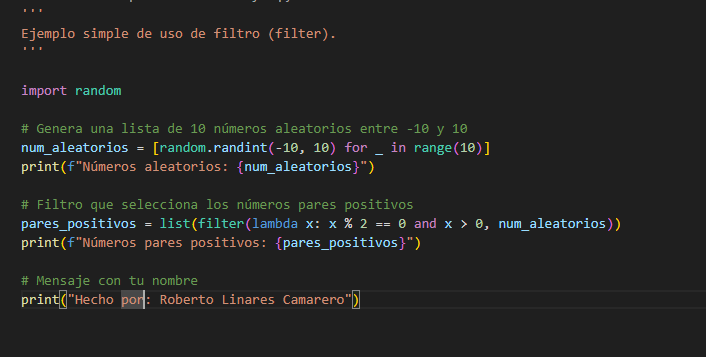 '''
Ejemplo simple de uso de filtro (filter).
'''
import random
# Genera una lista de 10 números aleatorios entre -10 y 10
num_aleatorios = [random.randint(-10, 10) for _ in range(10)]
print(f"Números aleatorios: {num_aleatorios}")
# Filtro que selecciona los números pares positivos
pares_positivos = list(filter(lambda x: x % 2 == 0 and x > 0, num_aleatorios))
print(f"Números pares positivos: {pares_positivos}")
# Mensaje con tu nombre
print("Hecho por: Roberto Linares Camarero")